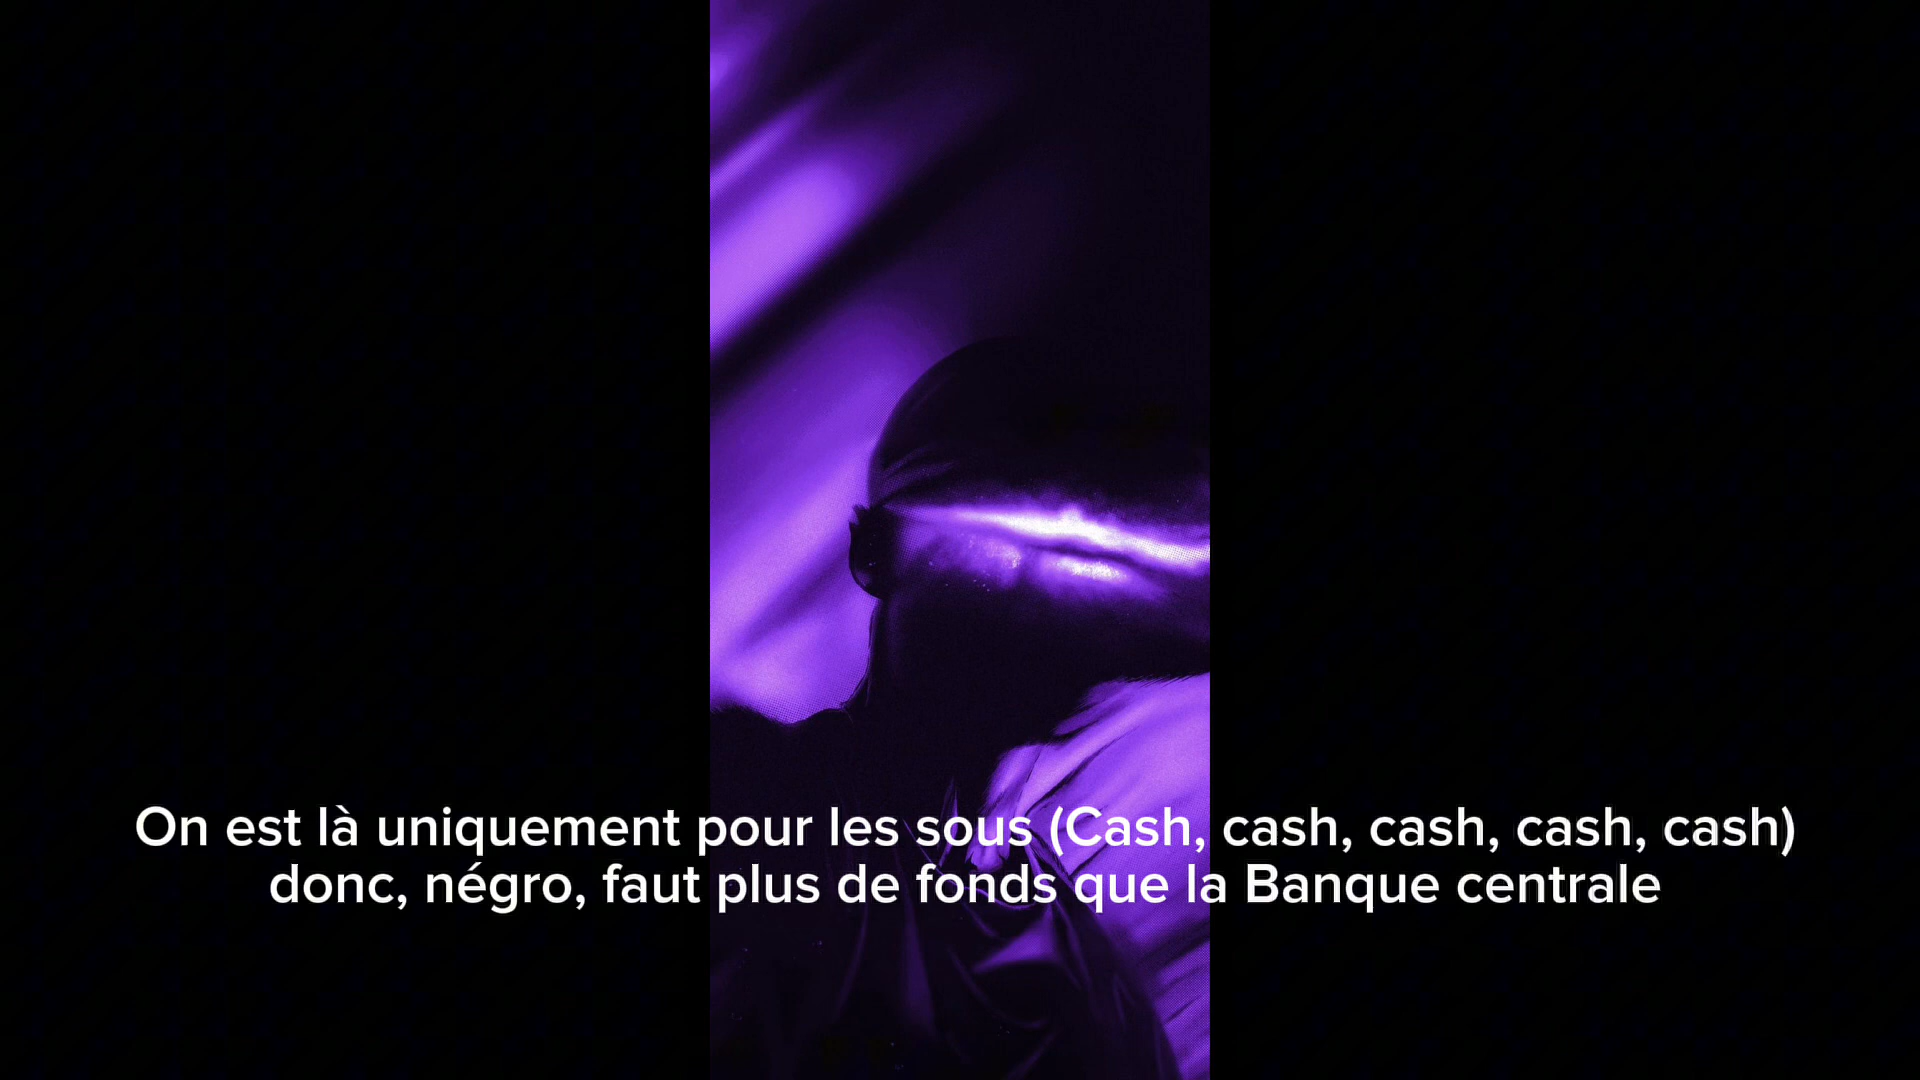 On est là uniquement pour les sous (Cash, cash, cash, cash, cash)
donc, négro, faut plus de fonds que la Banque centrale